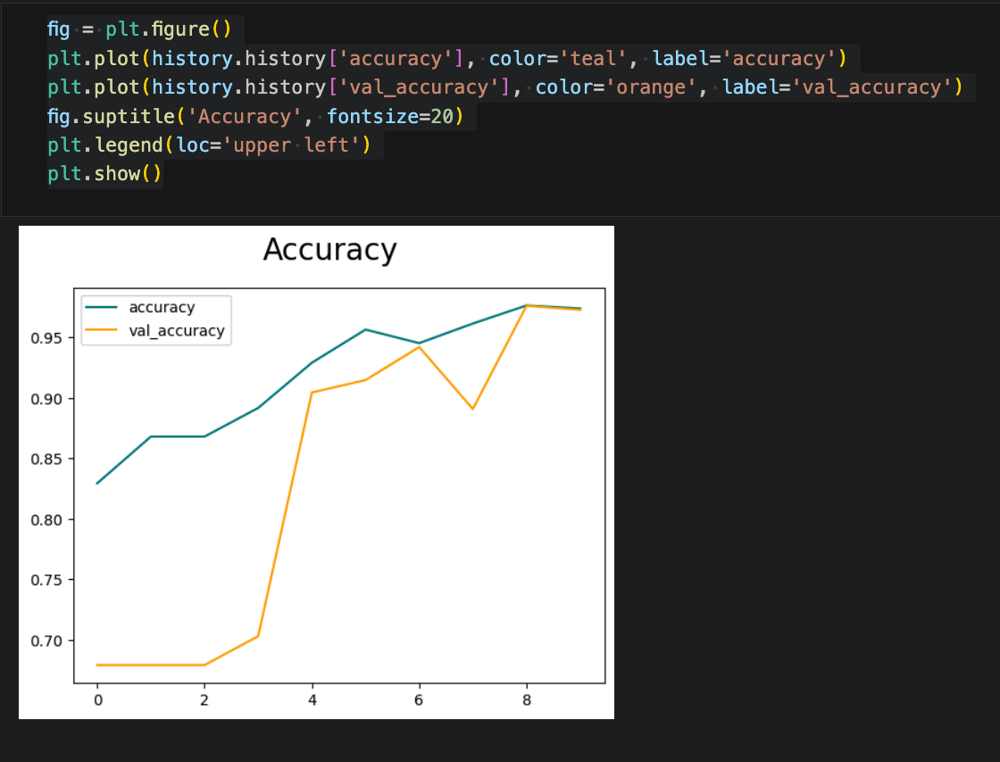 fig = plt.figure()
plt.plot(history.history['accuracy'], color='teal', label='accuracy')
plt.plot(history.history['val_accuracy'], color='orange', label='val_accuracy')
fig.suptitle('Accuracy', fontsize=20)
plt.legend(loc='upper left')
plt.show()
Accuracy
accuracy
val_accuracy
0.95
0.90
0.85
0.80
0.75
0.70
0 2 4 6 8